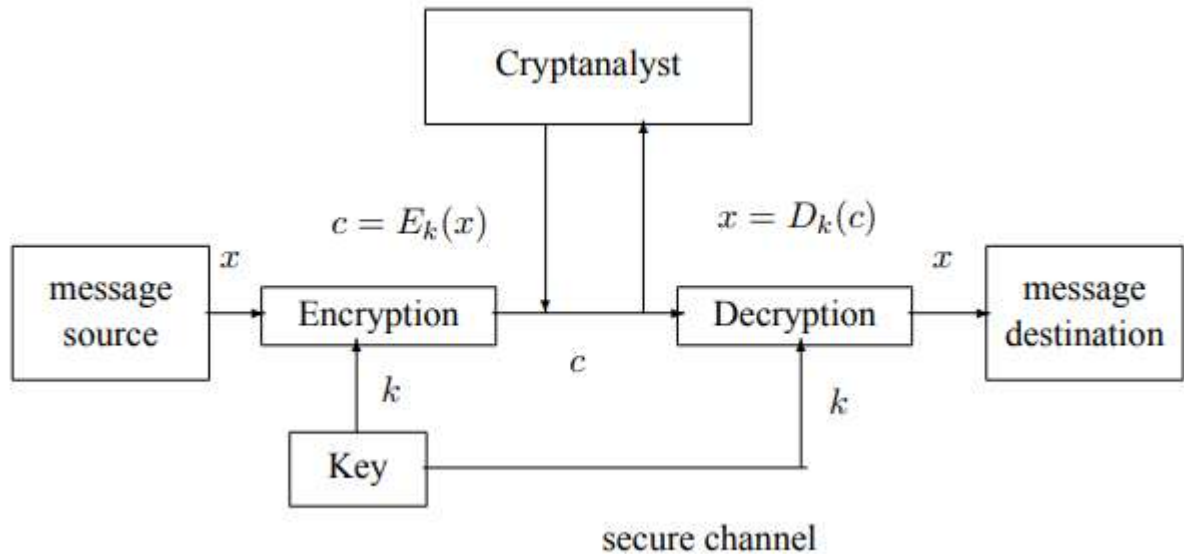 Cryptanalyst
c = E_k(x)
x = D_k(c)
x
x
message
source
Encryption
Decryption
message
destination
c
k
k
Key
secure channel